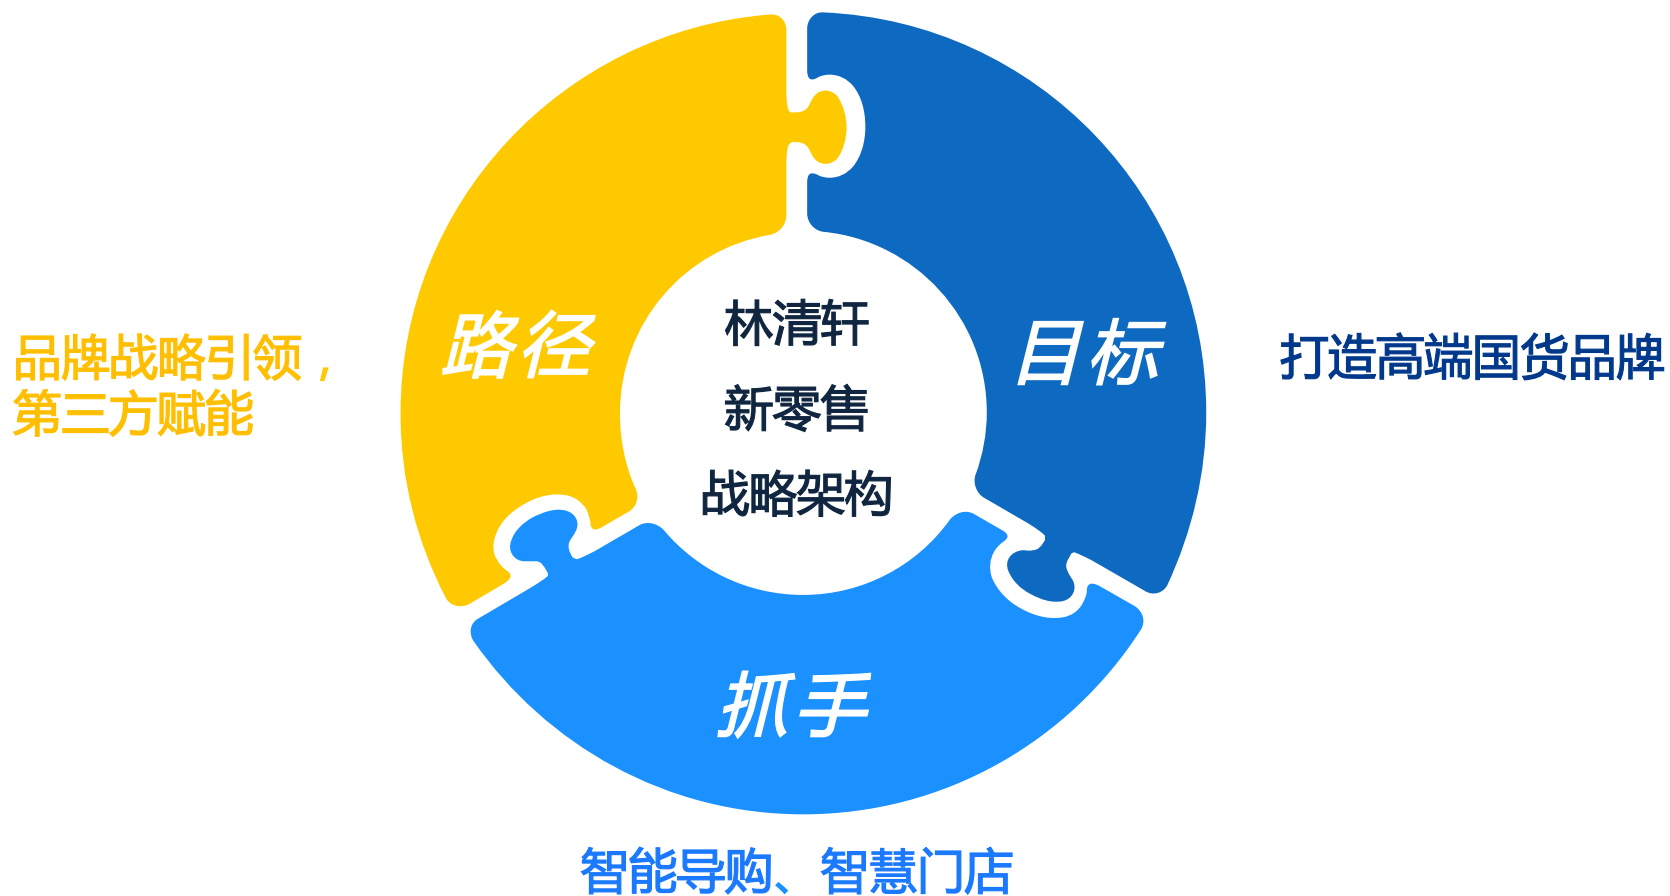 林清轩
新零售
战略架构
目标
打造高端国货品牌
路径
品牌战略引领，
第三方赋能
抓手
智能导购、智慧门店